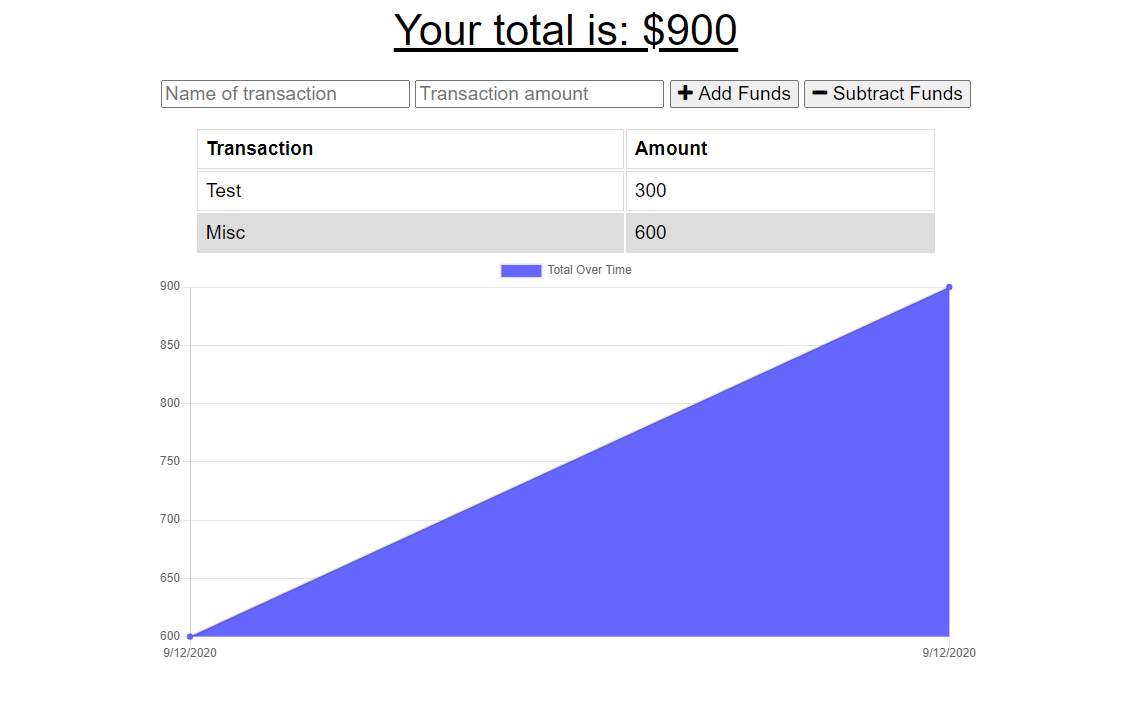 Your total is: $900
Name of transaction Transaction amount + Add Funds − Subtract Funds
Transaction Amount
Test 300
Misc 600
Total Over Time
900
850
800
750
700
650
600
9/12/2020 9/12/2020